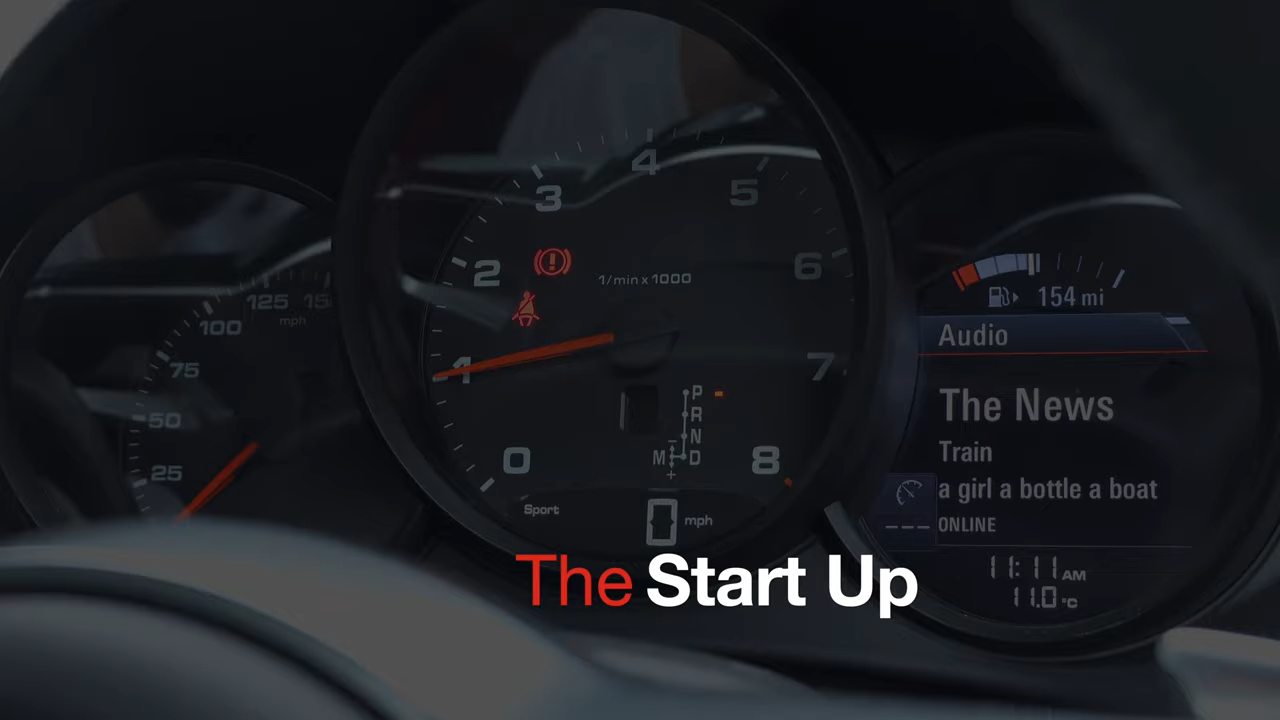 4
3
5
2
6
1/min x 1000
125
15
mph
100
154 mi
Audio
75
1
7
50
P
R
N
M
D
-
+
25
0
8
The News
Train
a girl a bottle a boat
---
ONLINE
Sport
0 mph
11:11 AM
11.0 °C
The Start Up